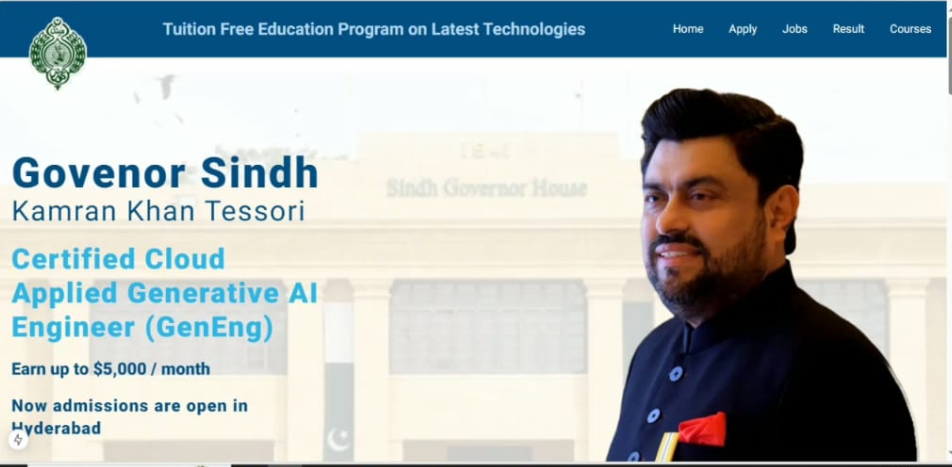 Tuition Free Education Program on Latest Technologies
Home Apply Jobs Result Courses
Govenor Sindh
Kamran Khan Tessori
Sindh Governor House
Certified Cloud
Applied Generative AI
Engineer (GenEng)
Earn up to $5,000 / month
Now admissions are open in
Hyderabad